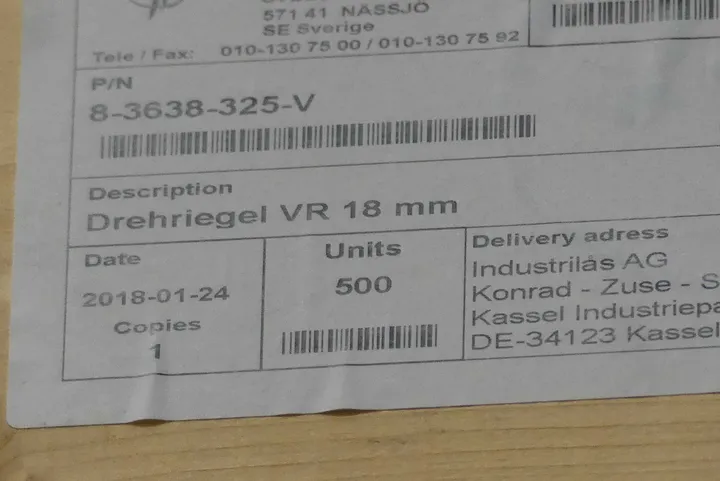 571 41 NÄSSJÖ
SE Sverige
Tele / Fax: 010-130 75 00 / 010-130 75 92
P/N
8-3638-325-V
Description
Drehriegel VR 18 mm
Date
2018-01-24
Copies
1
Units
500
Delivery adress
Industrilås AG
Konrad - Zuse - S
Kassel Industriepa
DE-34123 Kassel